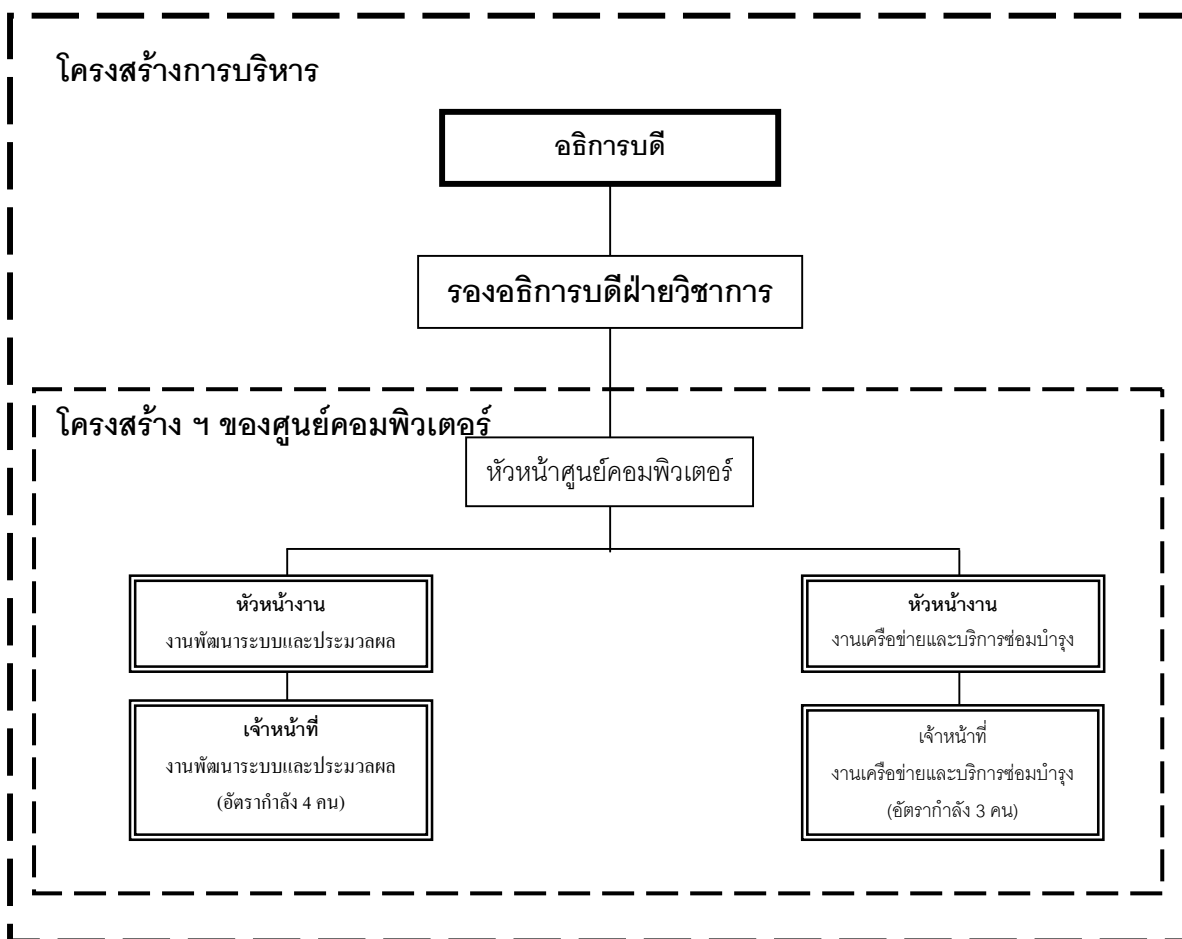 โครงสร้างการบริหาร
อธิการบดี
รองอธิการบดีฝ่ายวิชาการ
โครงสร้าง ฯ ของศูนย์คอมพิวเตอร์
หัวหน้าศูนย์คอมพิวเตอร์
หัวหน้างาน
งานพัฒนาระบบและประมวลผล
หัวหน้างาน
งานเครือข่ายและบริการซ่อมบำรุง
เจ้าหน้าที่
งานพัฒนาระบบและประมวลผล
(อัตรากำลัง 4 คน)
เจ้าหน้าที่
งานเครือข่ายและบริการซ่อมบำรุง
(อัตรากำลัง 3 คน)